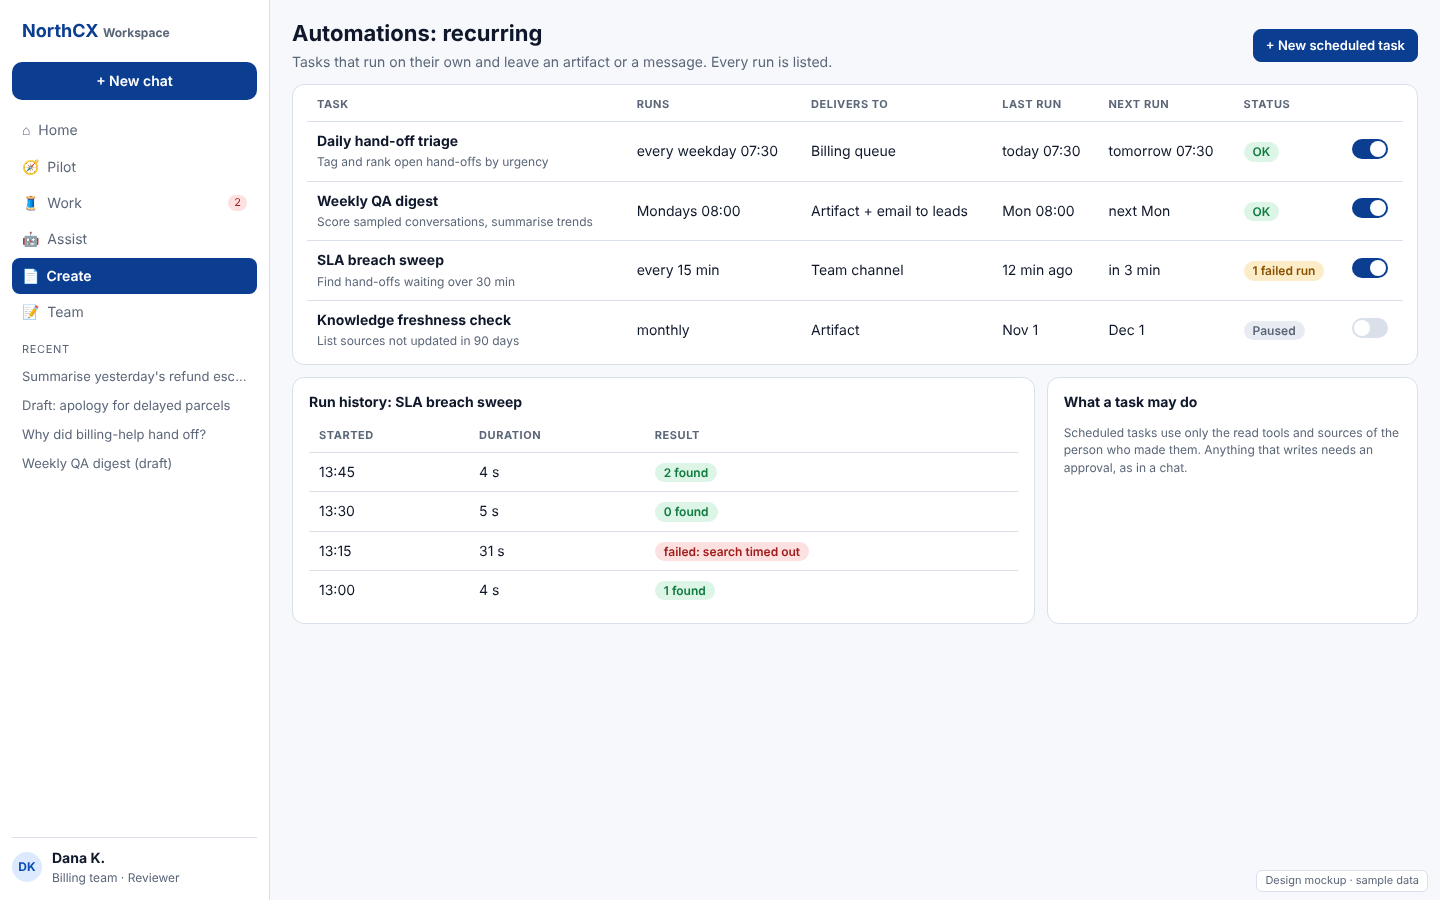 NorthCX Workspace
+ New chat
Home
Pilot
Work 2
Assist
Create
Team
RECENT
Summarise yesterday's refund esc...
Draft: apology for delayed parcels
Why did billing-help hand off?
Weekly QA digest (draft)
DK
Dana K.
Billing team · Reviewer
Automations: recurring
Tasks that run on their own and leave an artifact or a message. Every run is listed.
+ New scheduled task
TASK RUNS DELIVERS TO LAST RUN NEXT RUN STATUS
Daily hand-off triage
Tag and rank open hand-offs by urgency
every weekday 07:30 Billing queue today 07:30 tomorrow 07:30 OK
Weekly QA digest
Score sampled conversations, summarise trends
Mondays 08:00 Artifact + email to leads Mon 08:00 next Mon OK
SLA breach sweep
Find hand-offs waiting over 30 min
every 15 min Team channel 12 min ago in 3 min 1 failed run
Knowledge freshness check
List sources not updated in 90 days
monthly Artifact Nov 1 Dec 1 Paused
Run history: SLA breach sweep
STARTED DURATION RESULT
13:45 4 s 2 found
13:30 5 s 0 found
13:15 31 s failed: search timed out
13:00 4 s 1 found
What a task may do
Scheduled tasks use only the read tools and sources of the
person who made them. Anything that writes needs an
approval, as in a chat.
Design mockup · sample data